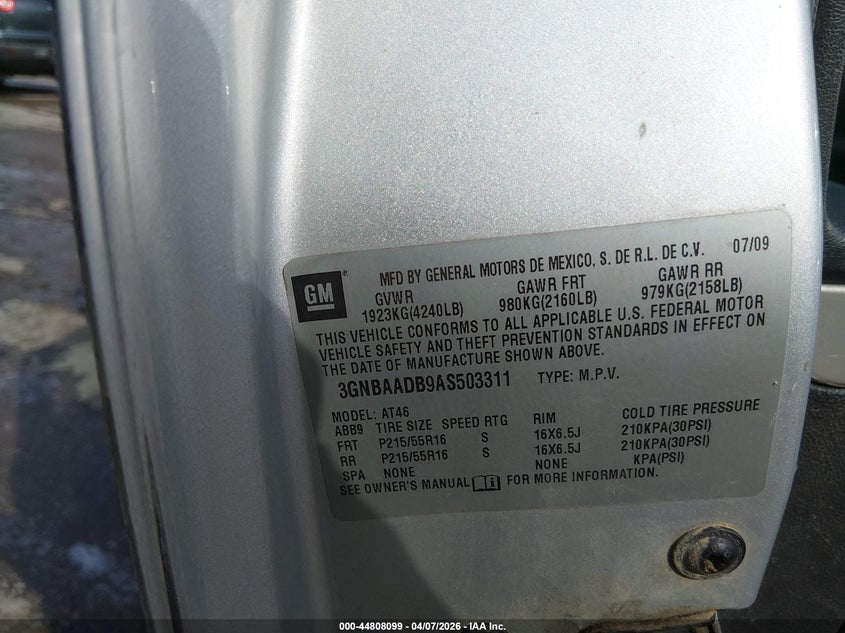 GM
MFD BY GENERAL MOTORS DE MEXICO, S. DE R.L. DE C.V. 07/09
GVWR GAWR FRT GAWR RR
1923KG(4240LB) 980KG(2160LB) 979KG(2158LB)
THIS VEHICLE CONFORMS TO ALL APPLICABLE U.S. FEDERAL MOTOR
VEHICLE SAFETY AND THEFT PREVENTION STANDARDS IN EFFECT ON
THE DATE OF MANUFACTURE SHOWN ABOVE.
3GNBAADB9AS503311 TYPE: M.P.V.
MODEL: AT46
ABB9 TIRE SIZE SPEED RTG RIM COLD TIRE PRESSURE
FRT P215/55R16 S 16X6.5J 210KPA(30PSI)
RR P215/55R16 S 16X6.5J 210KPA(30PSI)
SPA NONE NONE KPA(PSI)
SEE OWNER'S MANUAL FOR MORE INFORMATION.
000-44808099 - 04/07/2026 - IAA Inc.